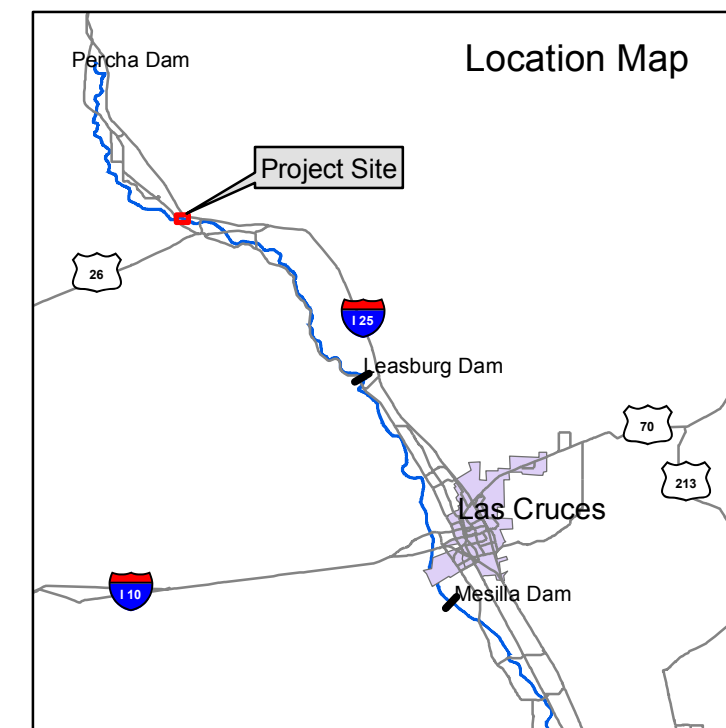 Location Map
Percha Dam
Project Site
26
I 25
Leasburg Dam
70
213
Las Cruces
I 10
Mesilla Dam